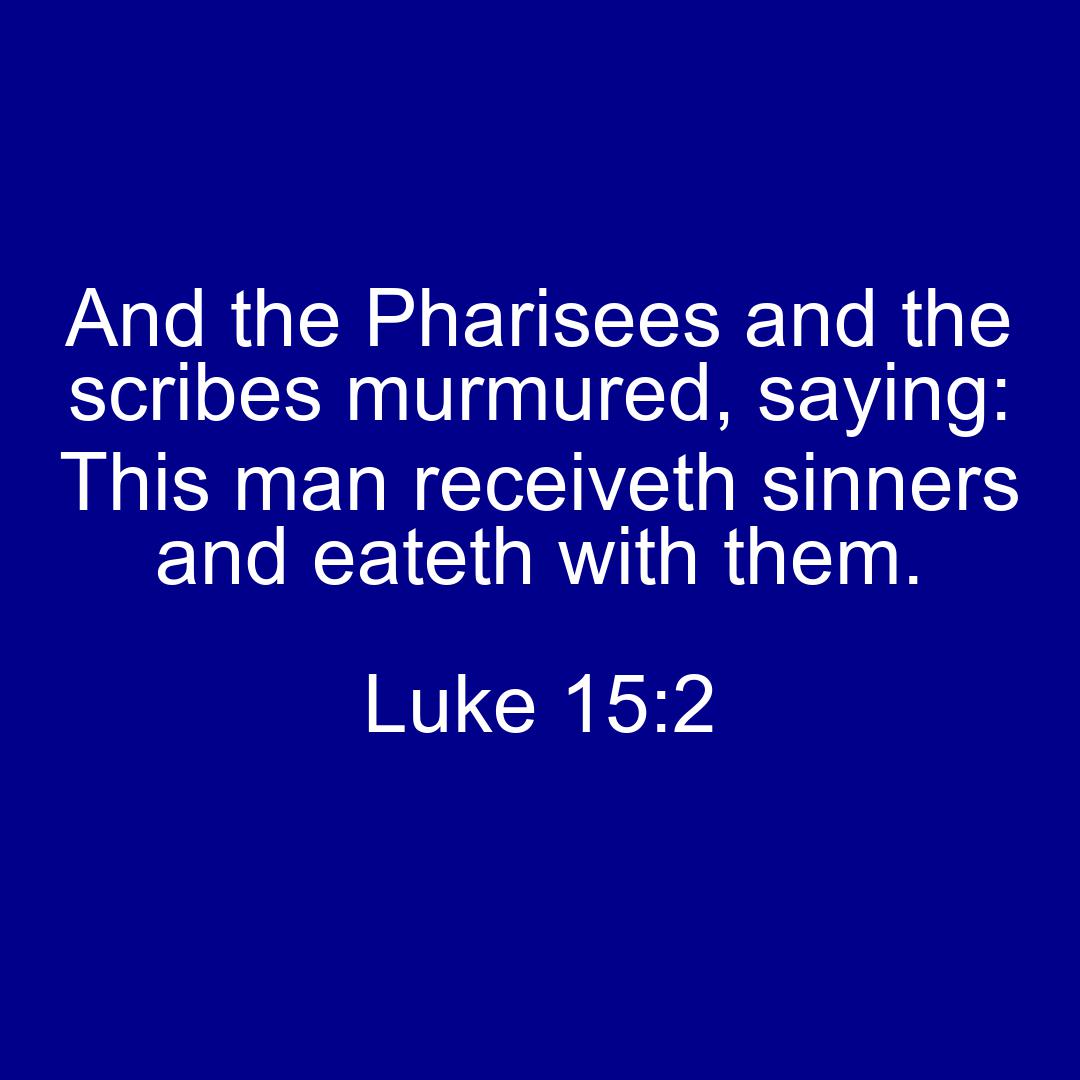 And the Pharisees and the
scribes murmured, saying:
This man receiveth sinners
and eateth with them.
Luke 15:2